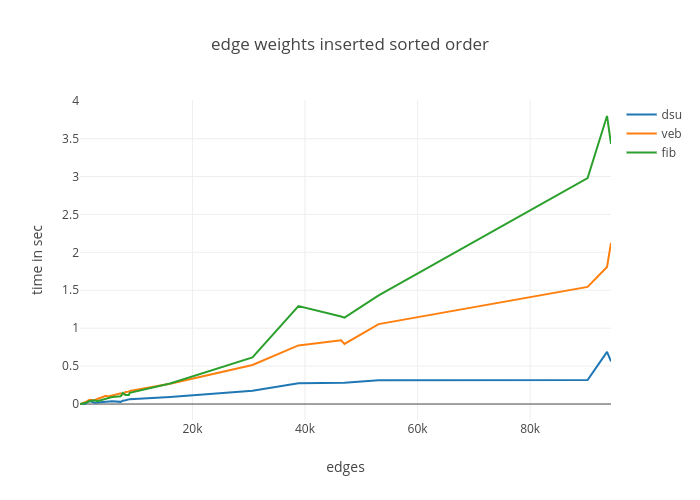 edge weights inserted sorted order
4
3.5
3
2.5
2
1.5
1
0.5
0
time in sec
20k
40k
60k
80k
edges
dsu
veb
fib